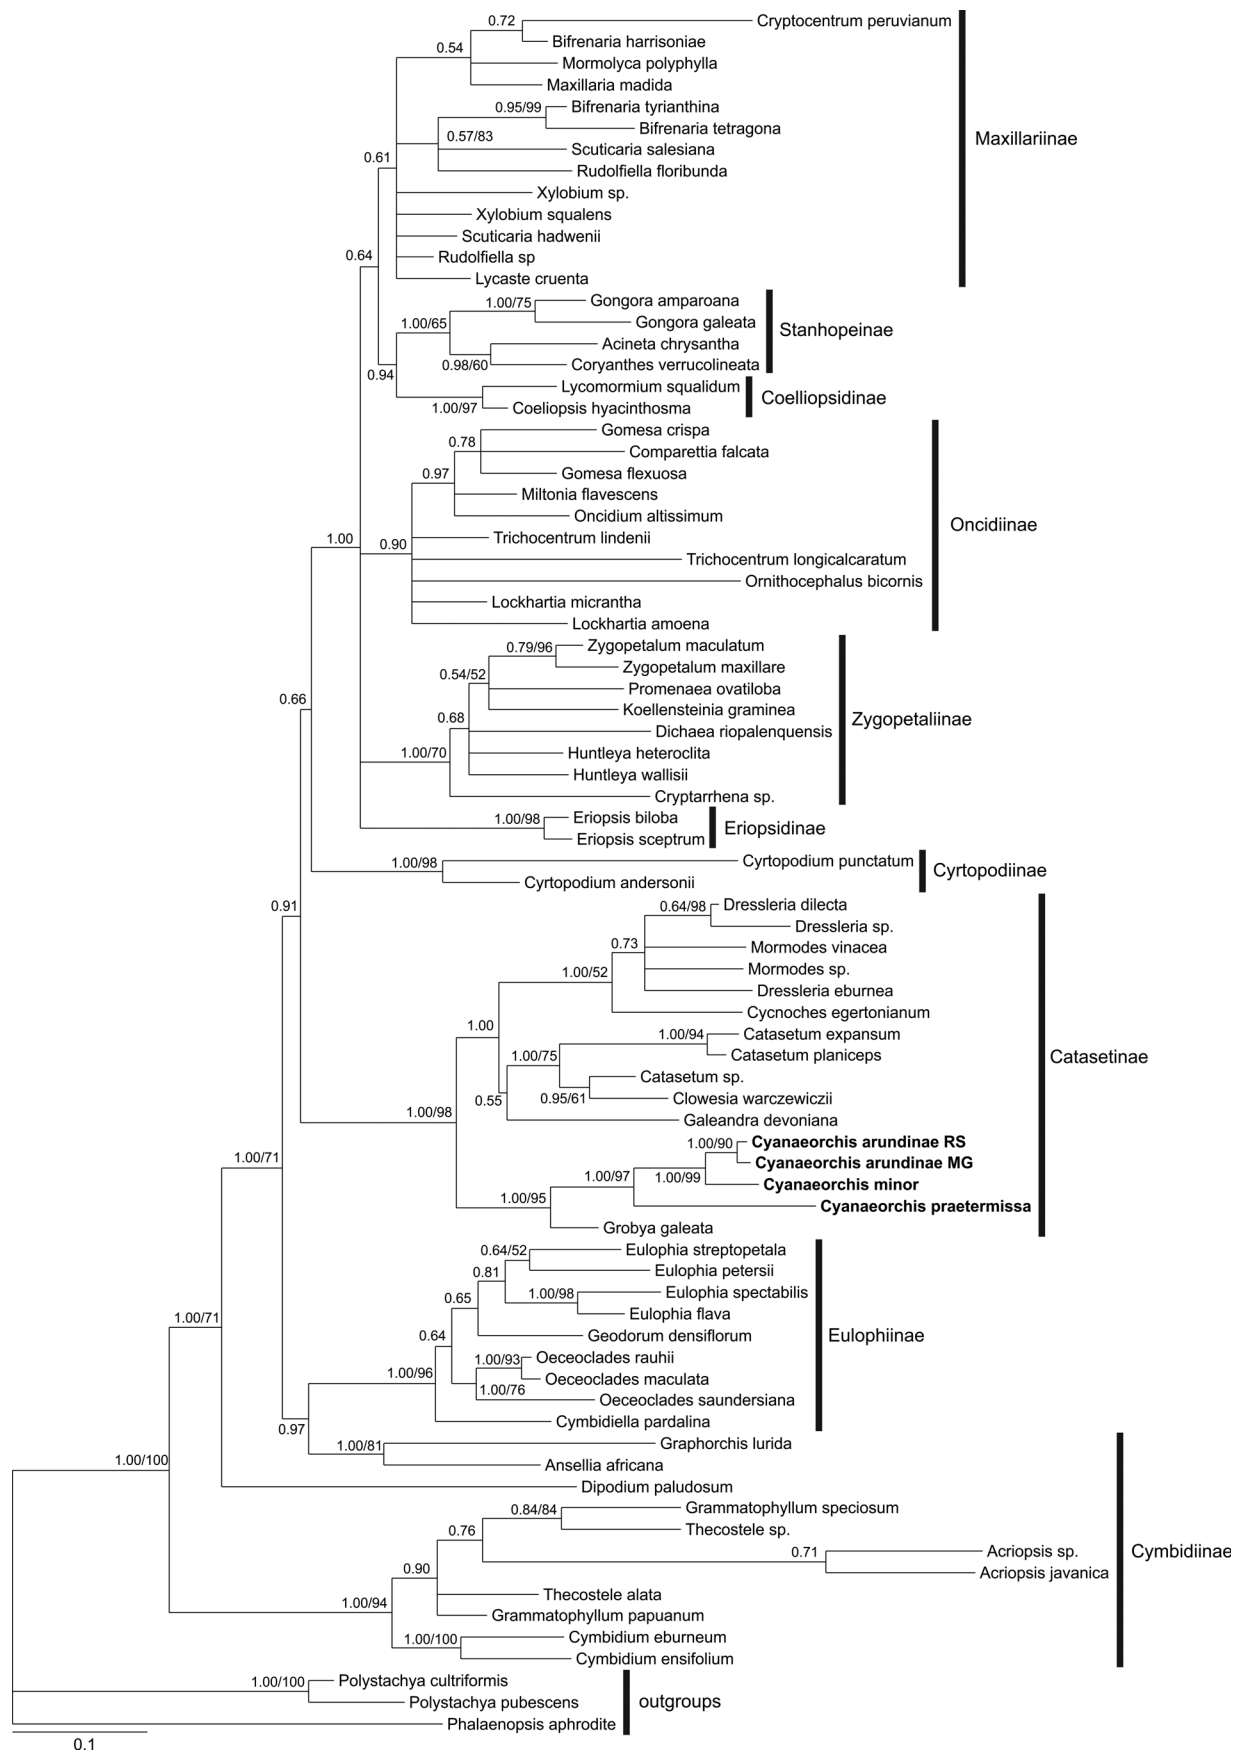 0.72
Cryptocentrum peruvianum
0.54
Bifrenaria harrisoniae
Mormolyca polyphylla
Maxillaria madida
0.95/99
Bifrenaria tyrianthina
Bifrenaria tetragona
0.57/83
Maxillariinae
Scuticaria salesiana
0.61
Rudolfiella floribunda
Xylobium sp.
Xylobium squalens
Scuticaria hadwenii
0.64
Rudolfiella sp
Lycaste cruenta
1.00/75
Gongora amparoana
1.00/65
Gongora galeata
Stanhopeinae
Acineta chrysantha
0.98/60
Coryanthes verrucolineata
0.94
Lycomormium squalidum
Coelliopsidinae
1.00/97
Coeliopsis hyacinthosma
Gomesa crispa
0.78
Comparettia falcata
0.97
Gomesa flexuosa
Miltonia flavescens
Oncidium altissimum
Oncidiinae
1.00
0.90
Trichocentrum lindenii
Trichocentrum longicalcaratum
Ornithocephalus bicornis
Lockhartia micrantha
Lockhartia amoena
0.79/96
Zygopetalum maculatum
0.54/52
Zygopetalum maxillare
Promenaea ovatiloba
0.66
Koellensteinia graminea
0.68
Zygopetaliinae
Dichaea riopalenquensis
1.00/70
Huntleya heteroclita
Huntleya wallisii
Cryptarrhena sp.
1.00/98
Eriopsis biloba
Eriopsidinae
Eriopsis sceptrum
1.00/98
Cyrtopodium punctatum
Cyrtopodiinae
Cyrtopodium andersonii
0.91
0.64/98
Dressleria dilecta
Dressleria sp.
0.73
Mormodes vinacea
1.00/52
Mormodes sp.
Dressleria eburnea
Cycnoches egertonianum
1.00
1.00/94
Catasetum expansum
1.00/75
Catasetum planiceps
Catasetinae
Catasetum sp.
0.55
0.95/61
Clowesia warczewiczii
1.00/98
Galeandra devoniana
1.00/90
Cyanaeorchis arundinae RS
1.00/71
Cyanaeorchis arundinae MG
1.00/97
1.00/99
Cyanaeorchis minor
1.00/95
Cyanaeorchis praetermissa
Grobya galeata
0.64/52
Eulophia streptopetala
0.81
Eulophia petersii
0.65
1.00/98
Eulophia spectabilis
1.00/71
Eulophia flava
0.64
Geodorum densiflorum
Eulophiinae
1.00/93
Oeceoclades rauhii
1.00/96
Oeceoclades maculata
1.00/76
Oeceoclades saundersiana
0.97
Cymbidiella pardalina
1.00/81
Graphorchis lurida
1.00/100
Ansellia africana
Dipodium paludosum
0.84/84
Grammatophyllum speciosum
0.76
Thecostele sp.
0.71
Acriopsis sp.
Cymbidiinae
0.90
Acriopsis javanica
1.00/94
Thecostele alata
Grammatophyllum papuanum
1.00/100
Cymbidium eburneum
Cymbidium ensifolium
1.00/100
Polystachya cultriformis
Polystachya pubescens
outgroups
Phalaenopsis aphrodite
0.1